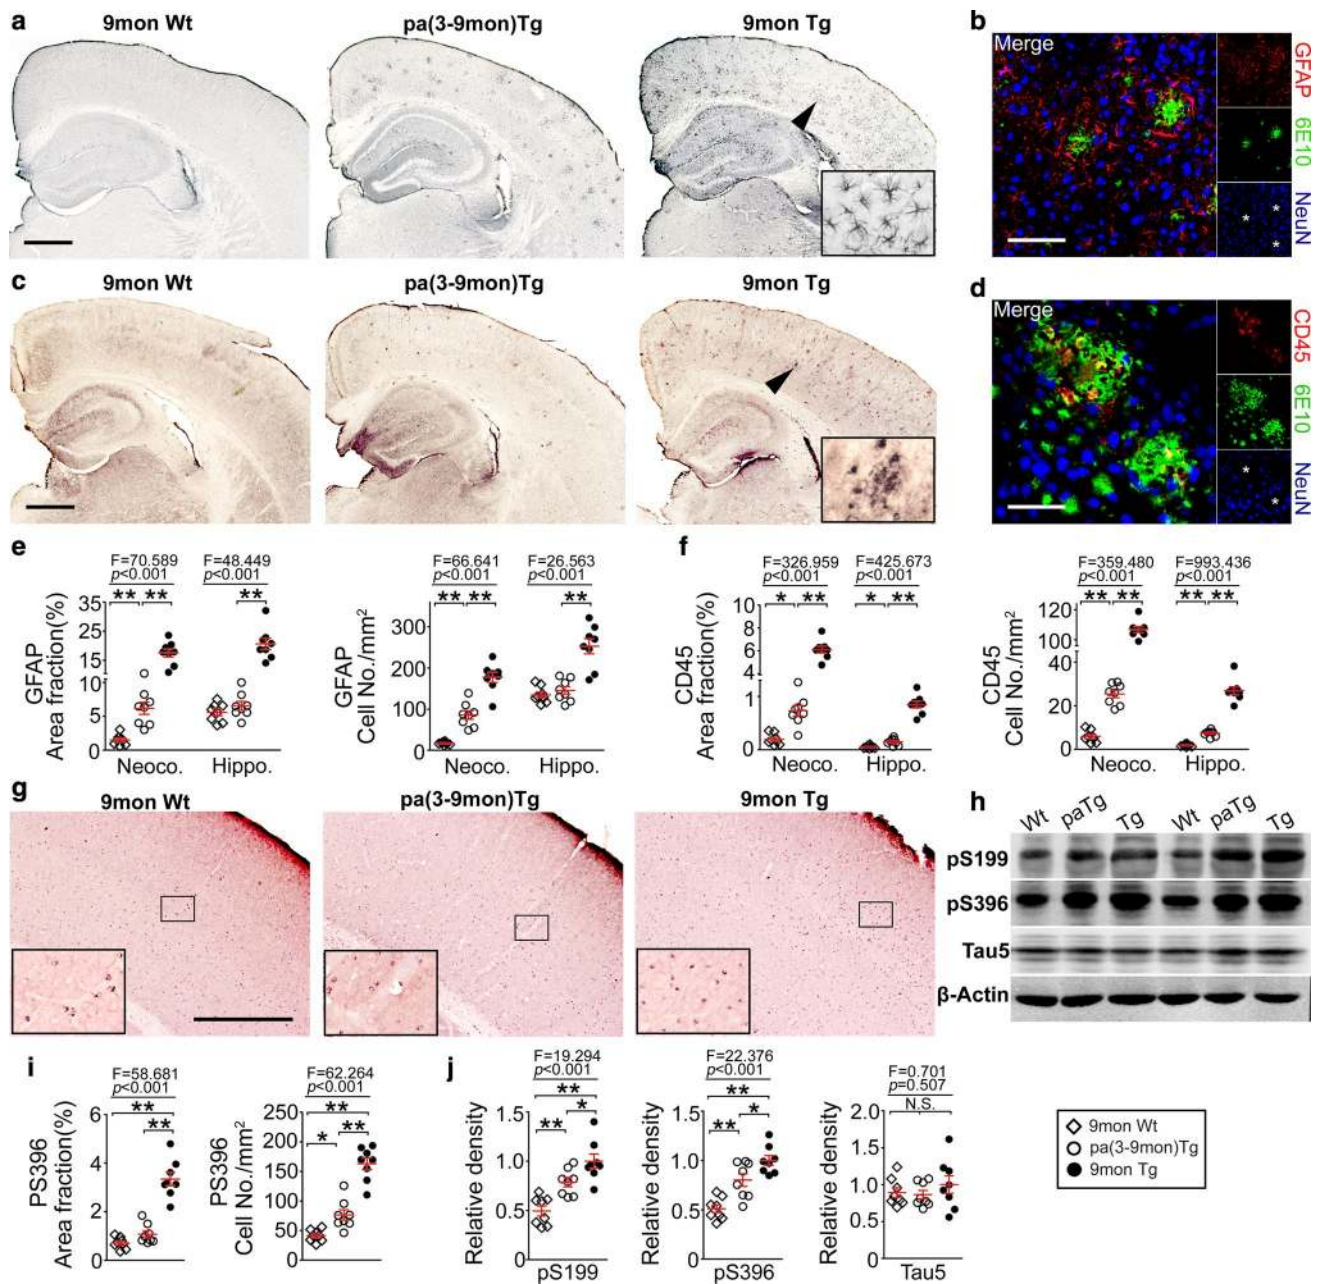 a
9mon Wt
pa(3-9mon)Tg
9mon Tg
b
Merge
GFAP
6E10
NeuN
*
*
*
c
9mon Wt
pa(3-9mon)Tg
9mon Tg
d
Merge
CD45
6E10
NeuN
*
*
e
F=70.589
p<0.001
F=48.449
p<0.001
** ** **
GFAP
Area fraction(%)
35
25
15
10
5
0
Neoco. Hippo.
F=66.641
p<0.001
F=26.563
p<0.001
** ** **
GFAP
Cell No./mm²
300
200
100
0
Neoco. Hippo.
f
F=326.959
p<0.001
F=425.673
p<0.001
* ** * **
CD45
Area fraction(%)
8
6
4
2
1
0
Neoco. Hippo.
F=359.480
p<0.001
F=993.436
p<0.001
** ** ** **
CD45
Cell No./mm²
120
100
80
40
20
0
Neoco. Hippo.
g
9mon Wt
pa(3-9mon)Tg
9mon Tg
h
Wt paTg Tg Wt paTg Tg
pS199
pS396
Tau5
β-Actin
i
F=58.681
p<0.001
**
**
PS396
Area fraction(%)
6
4
2
0
F=62.264
p<0.001
**
* **
PS396
Cell No./mm²
250
200
150
100
50
0
j
F=19.294
p<0.001
**
** *
Relative density
1.5
1.0
0.5
0
pS199
F=22.376
p<0.001
**
** *
Relative density
1.5
1.0
0.5
0
pS396
F=0.701
p=0.507
N.S.
Relative density
2.0
1.5
1.0
0.5
0
Tau5
9mon Wt
pa(3-9mon)Tg
9mon Tg